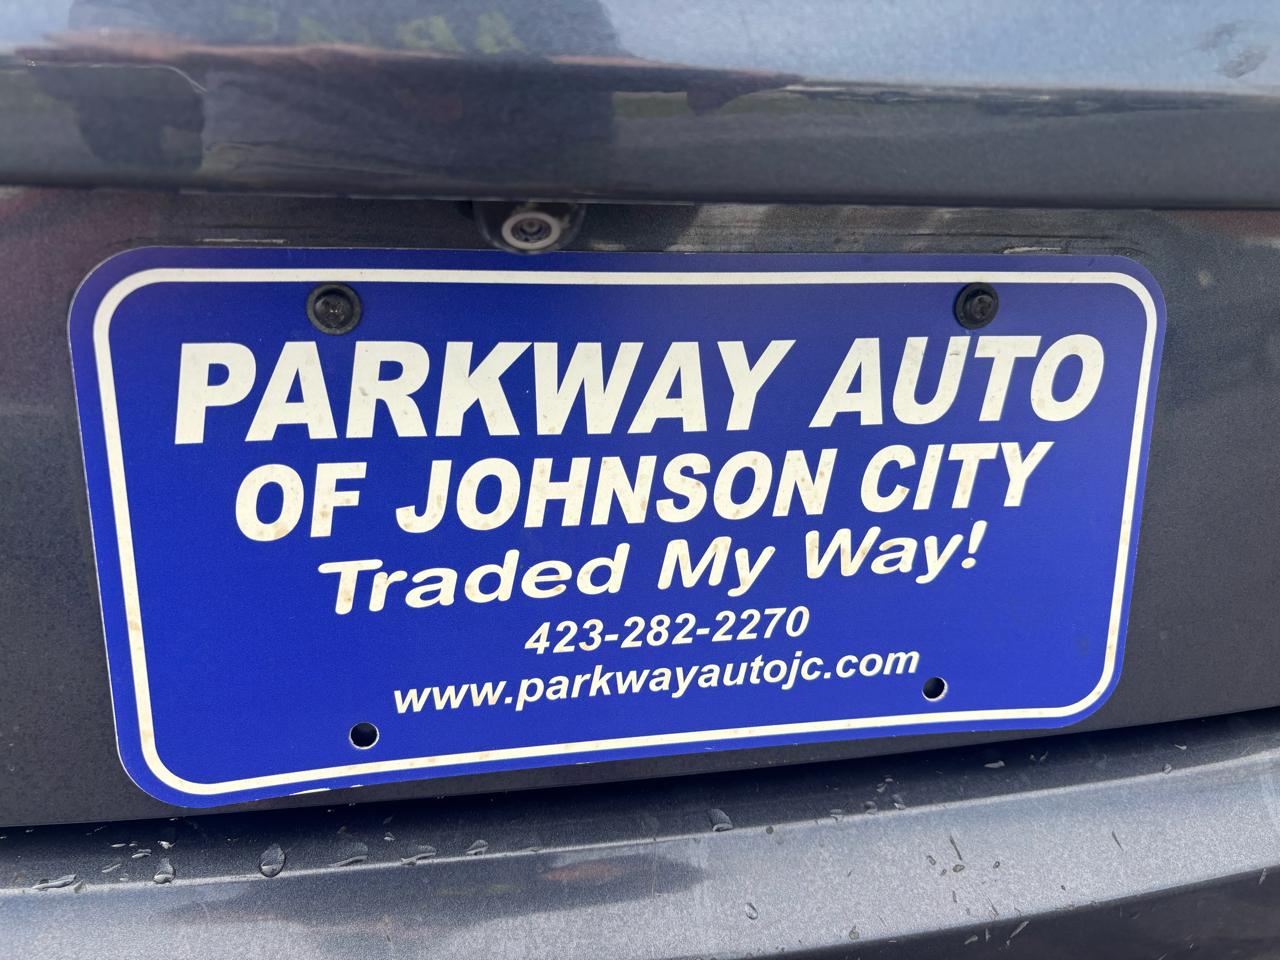 PARKWAY AUTO
OF JOHNSON CITY
Traded My Way!
423-282-2270
www.parkwayautojc.com